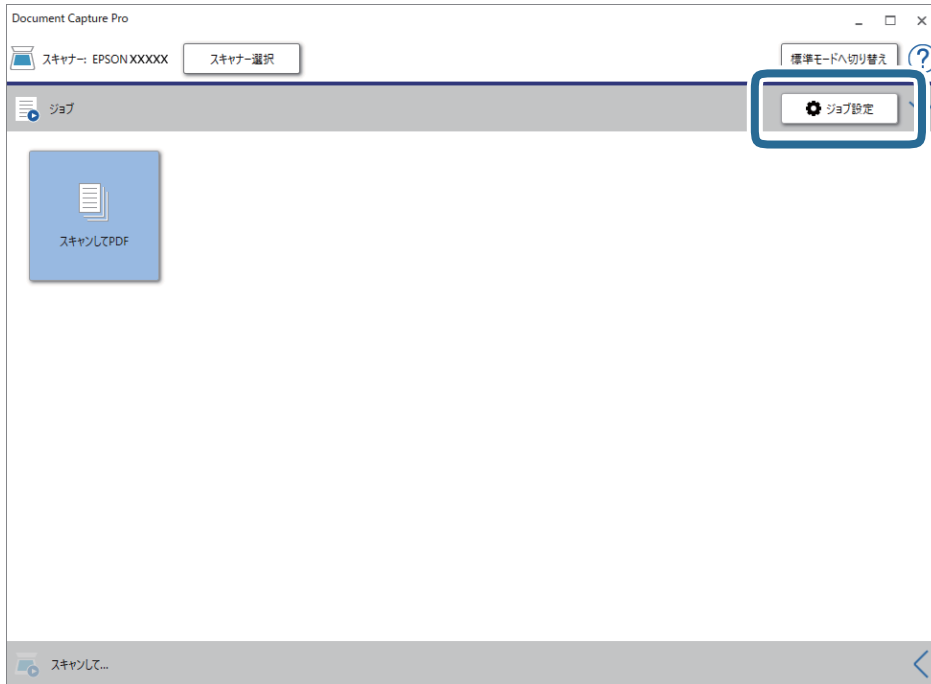 Document Capture Pro
スキャナー: EPSON XXXXX
スキャナー選択
標準モードへ切り替え
?
ジョブ
ジョブ設定
スキャンしてPDF
スキャンして...